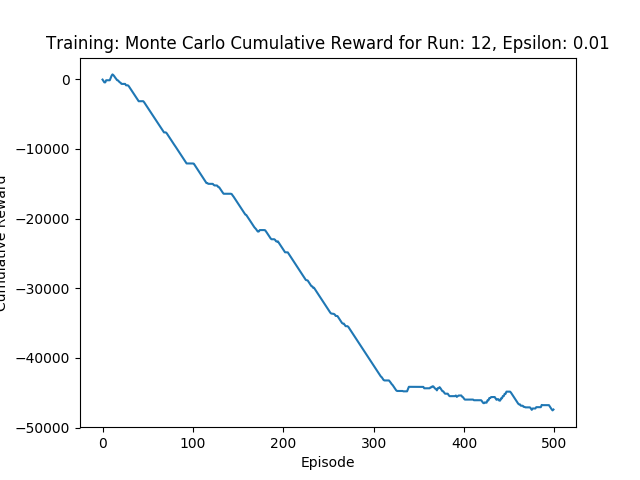 Training: Monte Carlo Cumulative Reward for Run: 12, Epsilon: 0.01
0
−10000
−20000
−30000
−40000
−50000
Cumulative Reward
0 100 200 300 400 500
Episode